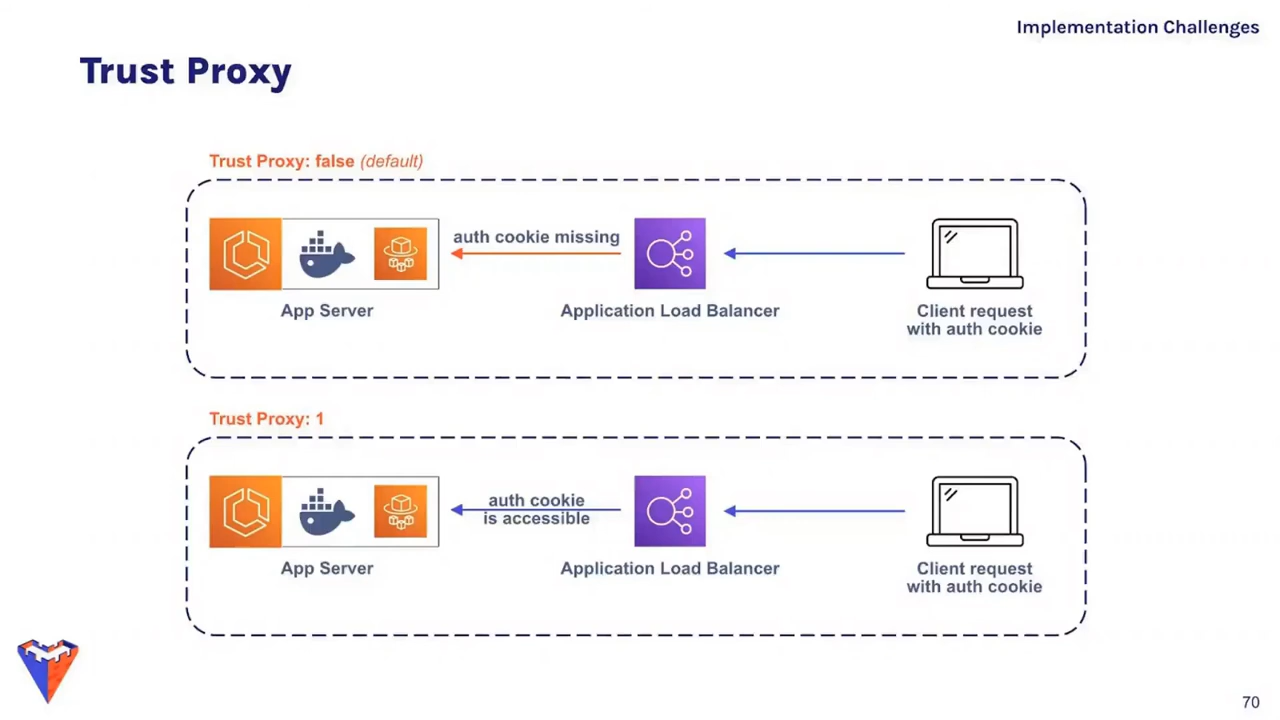 Implementation Challenges
Trust Proxy
Trust Proxy: false (default)
auth cookie missing
App Server
Application Load Balancer
Client request
with auth cookie
Trust Proxy: 1
auth cookie
is accessible
App Server
Application Load Balancer
Client request
with auth cookie
70